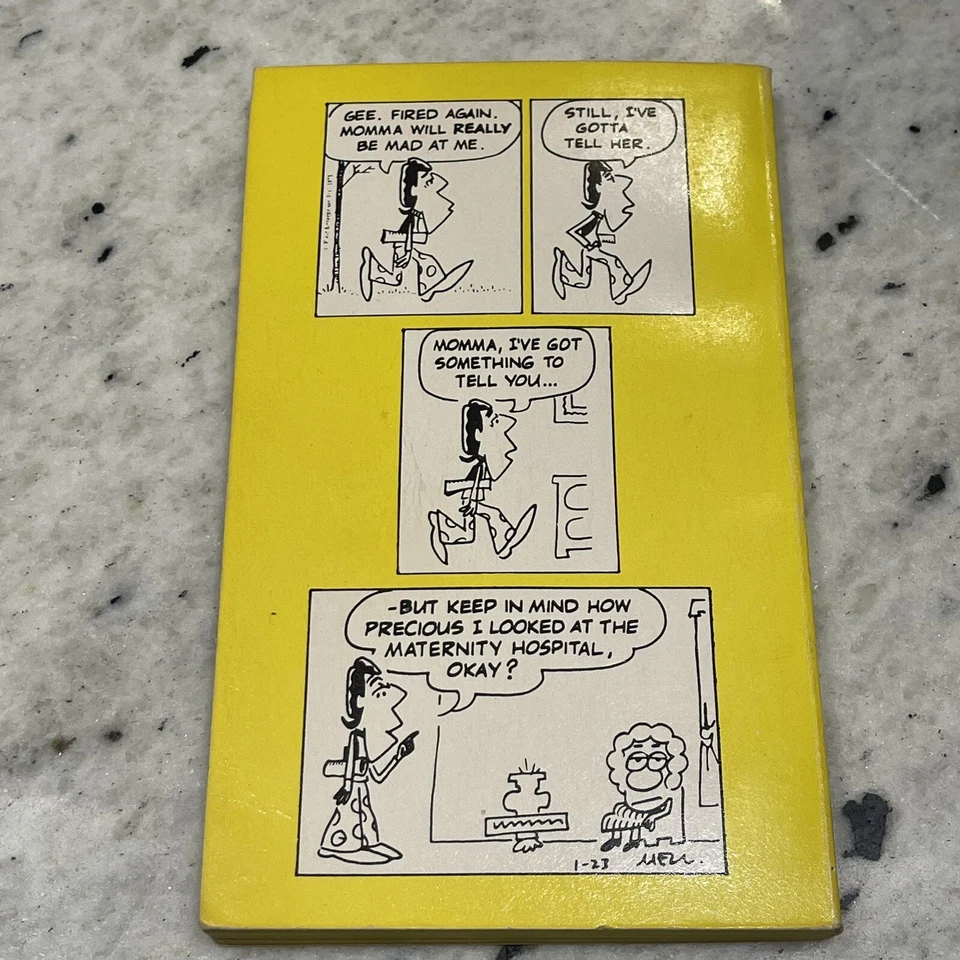 GEE. FIRED AGAIN.
MOMMA WILL REALLY
BE MAD AT ME.
STILL, I'VE
GOTTA
TELL HER.
MOMMA, I'VE GOT
SOMETHING TO
TELL YOU...
-BUT KEEP IN MIND HOW
PRECIOUS I LOOKED AT THE
MATERNITY HOSPITAL,
OKAY?
1-23 MELL.